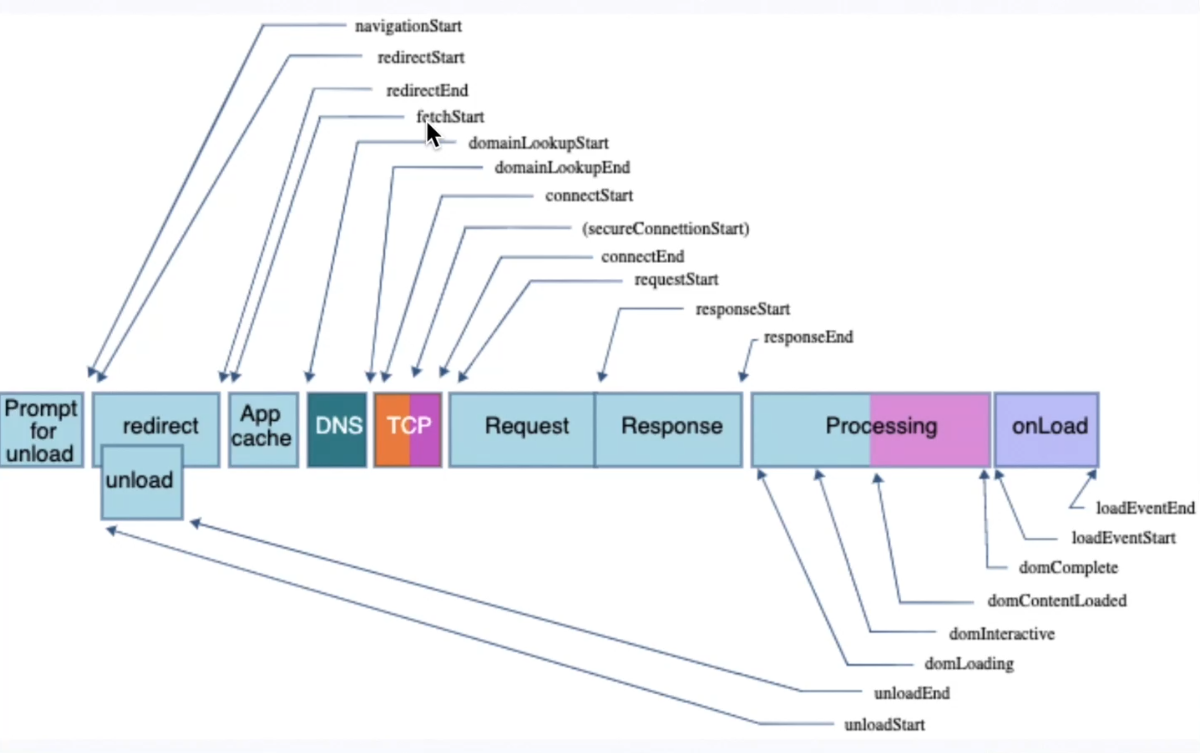 navigationStart
redirectStart
redirectEnd
fetchStart
domainLookupStart
domainLookupEnd
connectStart
(secureConnettionStart)
connectEnd
requestStart
responseStart
responseEnd
Prompt
for
unload
redirect
unload
App
cache
DNS
TCP
Request
Response
Processing
onLoad
loadEventEnd
loadEventStart
domComplete
domContentLoaded
domInteractive
domLoading
unloadEnd
unloadStart